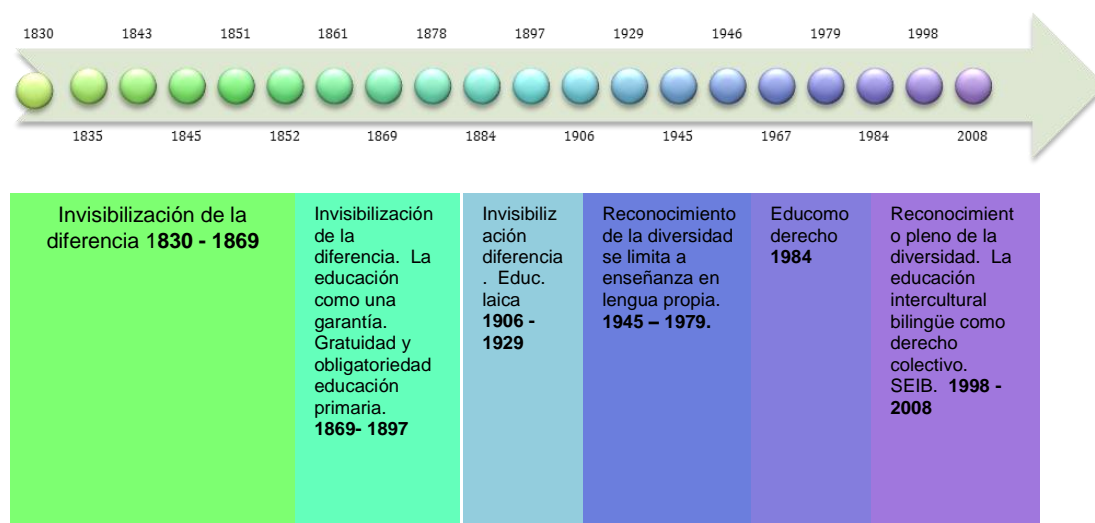 1830 1843 1851 1861 1878 1897 1929 1946 1979 1998
1835 1845 1852 1869 1884 1906 1945 1967 1984 2008
Invisibilización de la
diferencia 1830 - 1869
Invisibilización
de la
diferencia. La
educación
como una
garantía.
Gratuidad y
obligatoriedad
educación
primaria.
1869- 1897
Invisibiliz
ación
diferencia
. Educ.
laica
1906 -
1929
Reconocimiento
de la diversidad
se limita a
enseñanza en
lengua propia.
1945 – 1979.
Educomo
derecho
1984
Reconocimient
o pleno de la
diversidad. La
educación
intercultural
bilingüe como
derecho
colectivo.
SEIB. 1998 -
2008